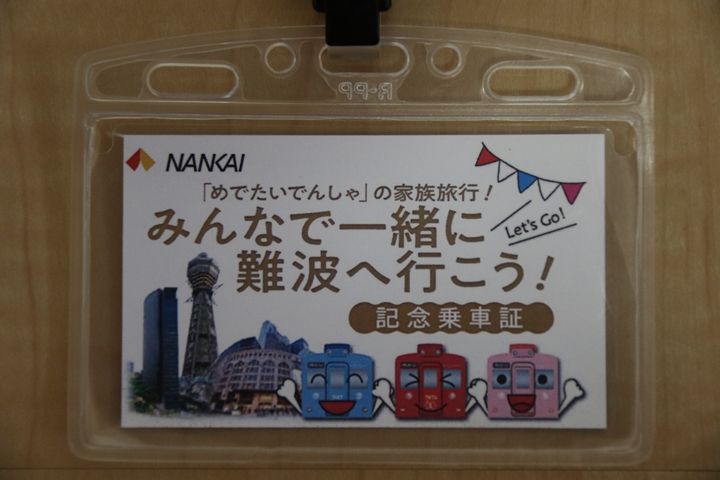 NANKAI
「めでたいでんしゃ」の家族旅行！
みんなで一緒に
難波へ行こう！
Let's Go!
記念乗車証